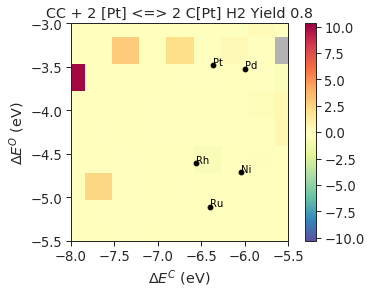 CC + 2 [Pt] <=> 2 C[Pt] H2 Yield 0.8
−3.0
−3.5
−4.0
−4.5
−5.0
−5.5
ΔE^O (eV)
Pt
Pd
Rh
Ni
Ru
−8.0 −7.5 −7.0 −6.5 −6.0 −5.5
ΔE^C (eV)
10.0
7.5
5.0
2.5
0.0
−2.5
−5.0
−7.5
−10.0